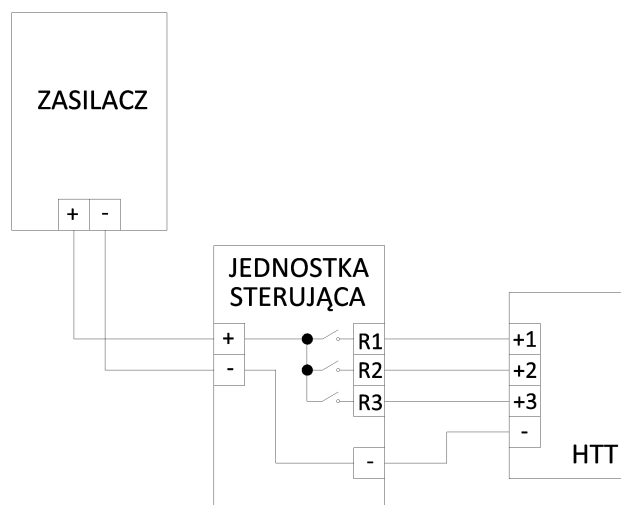 ZASILACZ
+ -
JEDNOSTKA
STERUJĄCA
+ R1 +1
- R2 +2
R3 +3
-
-
HTT